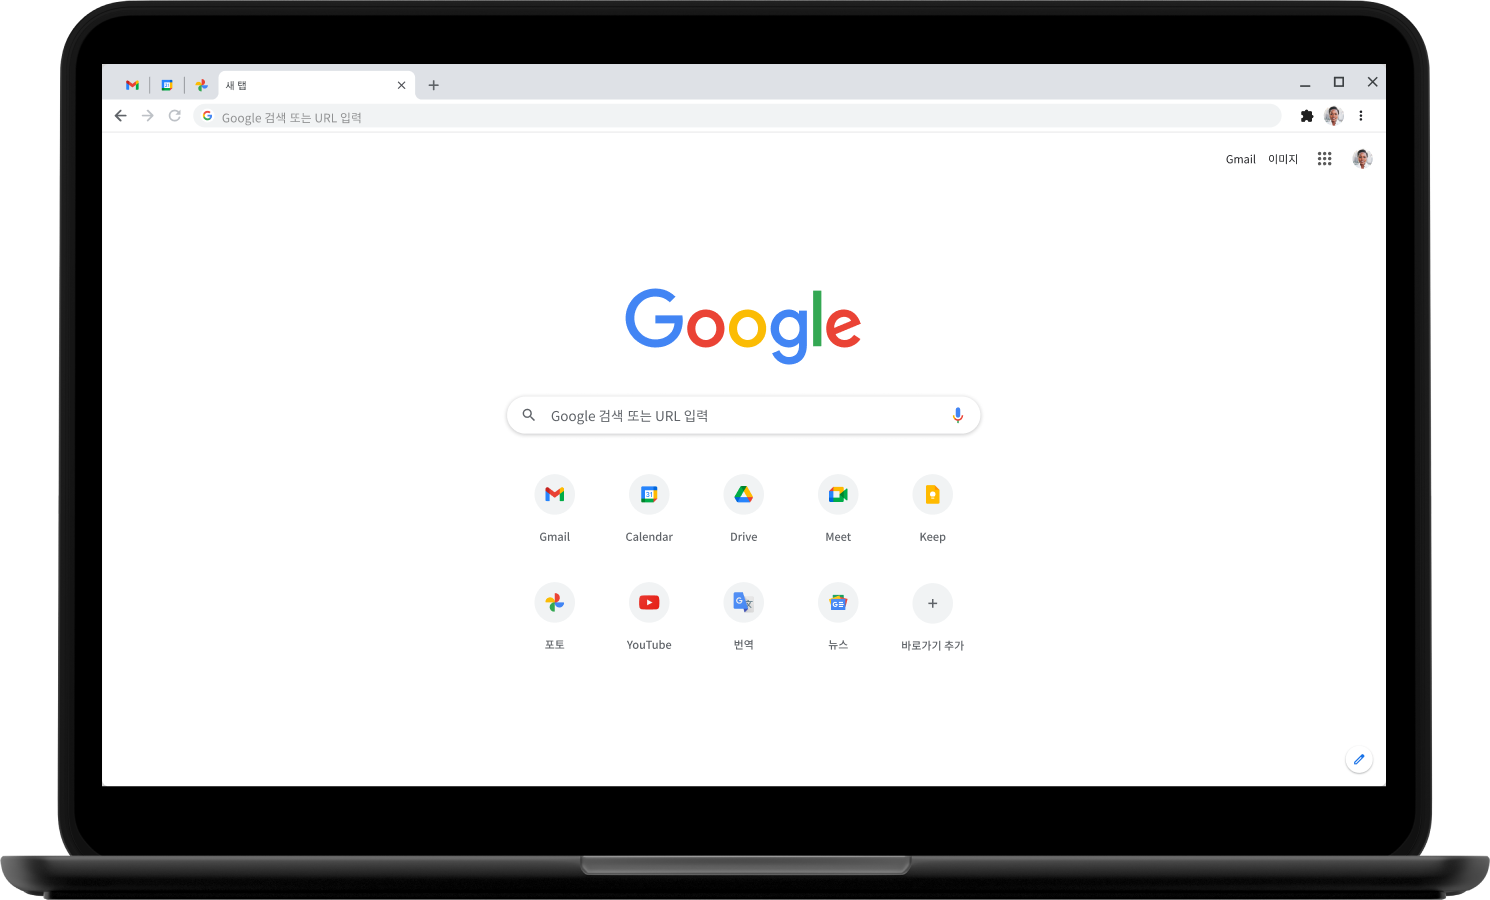 새 탭
Google 검색 또는 URL 입력
Gmail 이미지
Google
Google 검색 또는 URL 입력
31
Gmail Calendar Drive Meet Keep
포토 YouTube 번역 뉴스 바로가기 추가